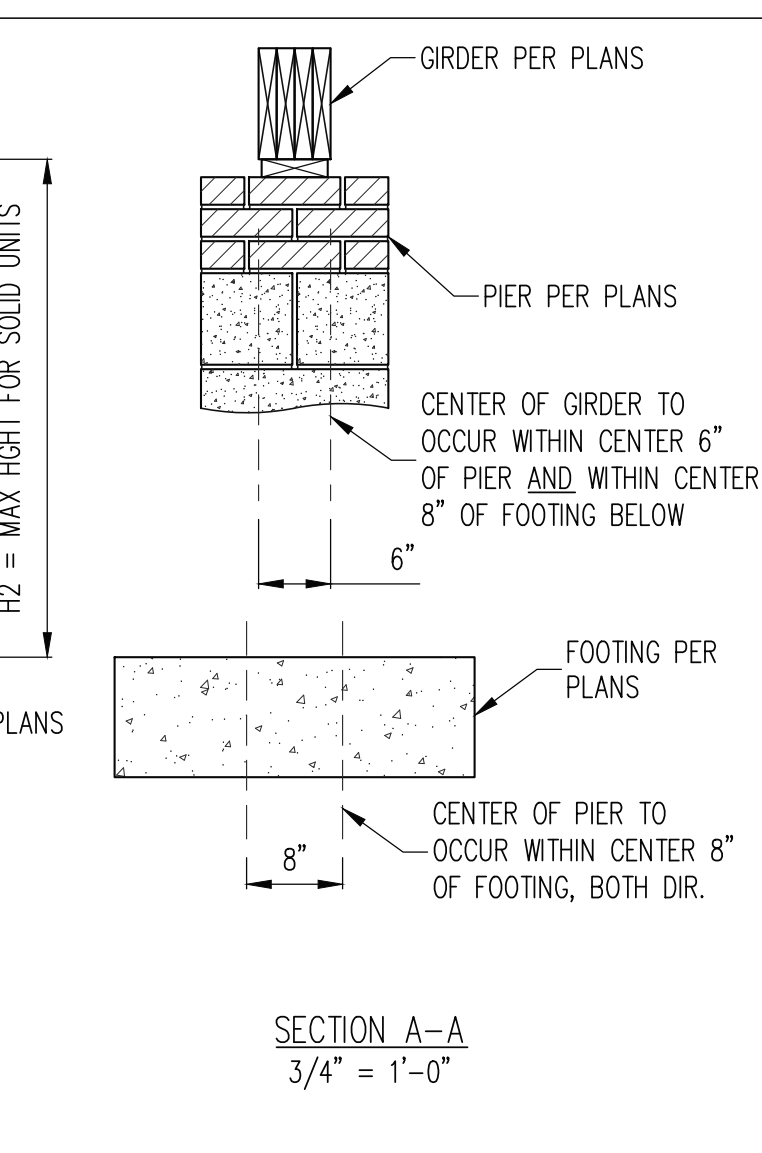 GIRDER PER PLANS
H2 = MAX HGHT FOR SOLID UNITS
PIER PER PLANS
CENTER OF GIRDER TO
OCCUR WITHIN CENTER 6"
OF PIER AND WITHIN CENTER
8" OF FOOTING BELOW
6"
FOOTING PER
PLANS
PLANS
CENTER OF PIER TO
OCCUR WITHIN CENTER 8"
OF FOOTING, BOTH DIR.
8"
SECTION A-A
3/4" = 1'-0"